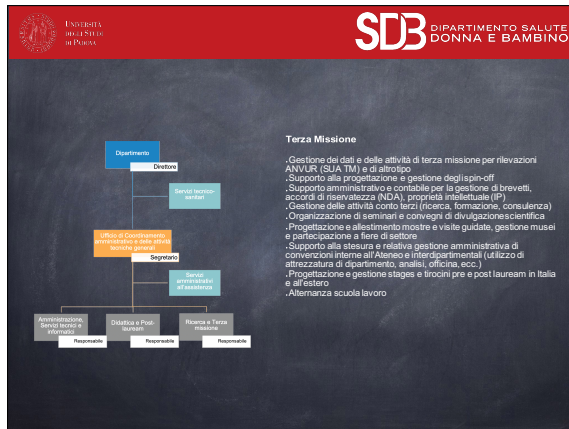 UNIVERSITÀ
DEGLI STUDI
DI PADOVA
SDB
DIPARTIMENTO SALUTE
DONNA E BAMBINO
Dipartimento
Direttore
Servizi tecnico-
sanitari
Ufficio di Coordinamento
amministrativo e delle attività
tecniche generali
Segretario
Servizi
amministrativi
all'assistenza
Amministrazione,
Servizi tecnici e
informatici
Responsabile
Didattica e Post-
lauream
Responsabile
Ricerca e Terza
missione
Responsabile
Terza Missione
.Gestione dei dati e delle attività di terza missione per rilevazioni
ANVUR (SUA TM) e di altrotipo
.Supporto alla progettazione e gestione deglispin-off
.Supporto amministrativo e contabile per la gestione di brevetti,
accordi di riservatezza (NDA), proprietà intellettuale (IP)
.Gestione delle attività conto terzi (ricerca, formazione, consulenza)
.Organizzazione di seminari e convegni di divulgazionescientifica
.Progettazione e allestimento mostre e visite guidate, gestione musei
e partecipazione a fiere di settore
.Supporto alla stesura e relativa gestione amministrativa di
convenzioni interne all'Ateneo e interdipartimentali (utilizzo di
attrezzatura di dipartimento, analisi, officina, ecc.)
.Progettazione e gestione stages e tirocini pre e post lauream in Italia
e all'estero
.Alternanza scuola lavoro